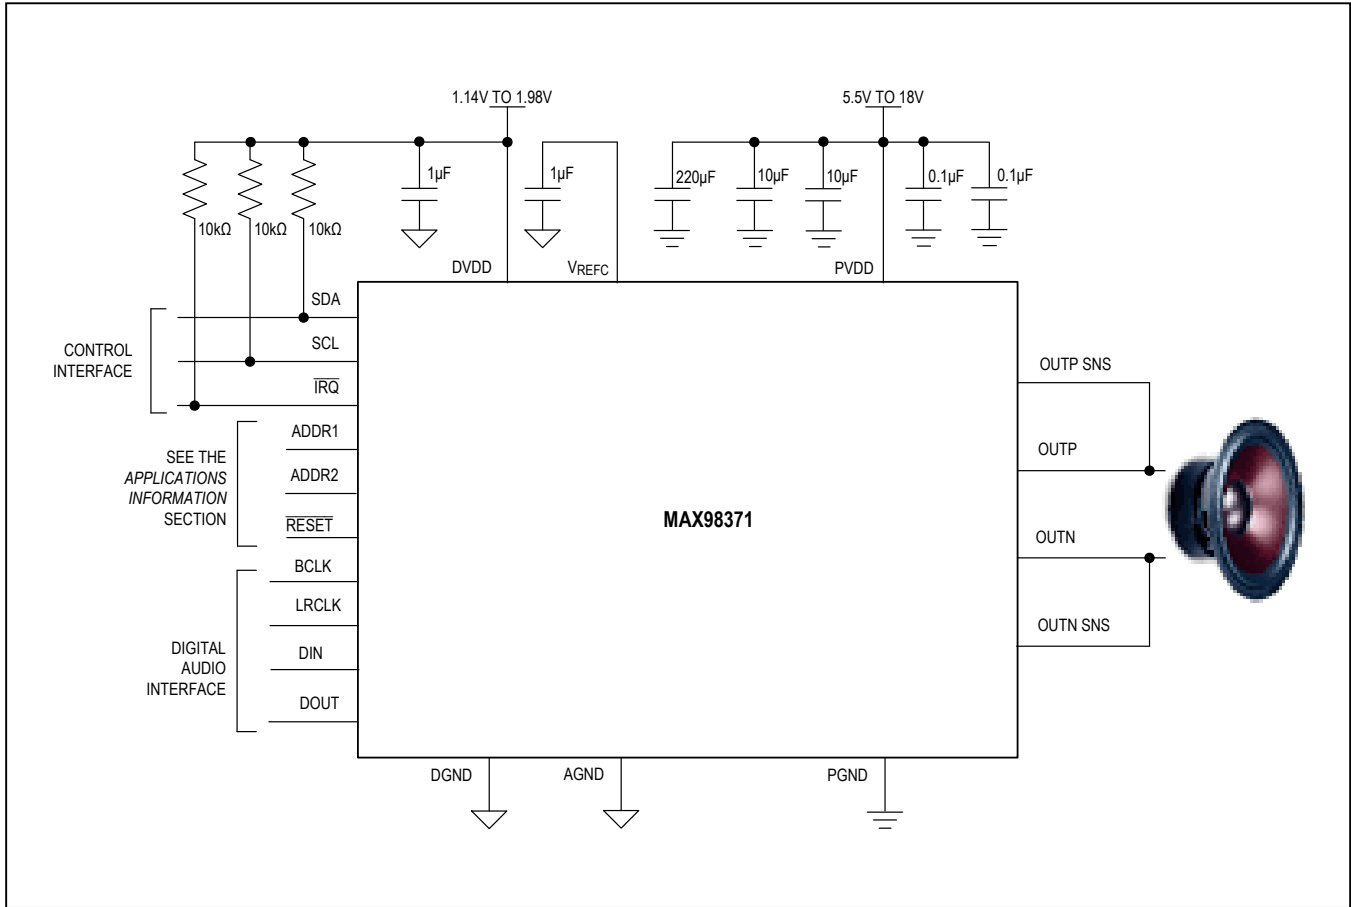 1.14V TO 1.98V
5.5V TO 18V
1µF
1µF
220µF
10µF
10µF
0.1µF
0.1µF
10kΩ
10kΩ
10kΩ
DVDD
VREFC
PVDD
SDA
SCL
IRQ
CONTROL
INTERFACE
ADDR1
ADDR2
RESET
SEE THE
APPLICATIONS
INFORMATION
SECTION
BCLK
LRCLK
DIN
DOUT
DIGITAL
AUDIO
INTERFACE
MAX98371
OUTP SNS
OUTP
OUTN
OUTN SNS
DGND
AGND
PGND